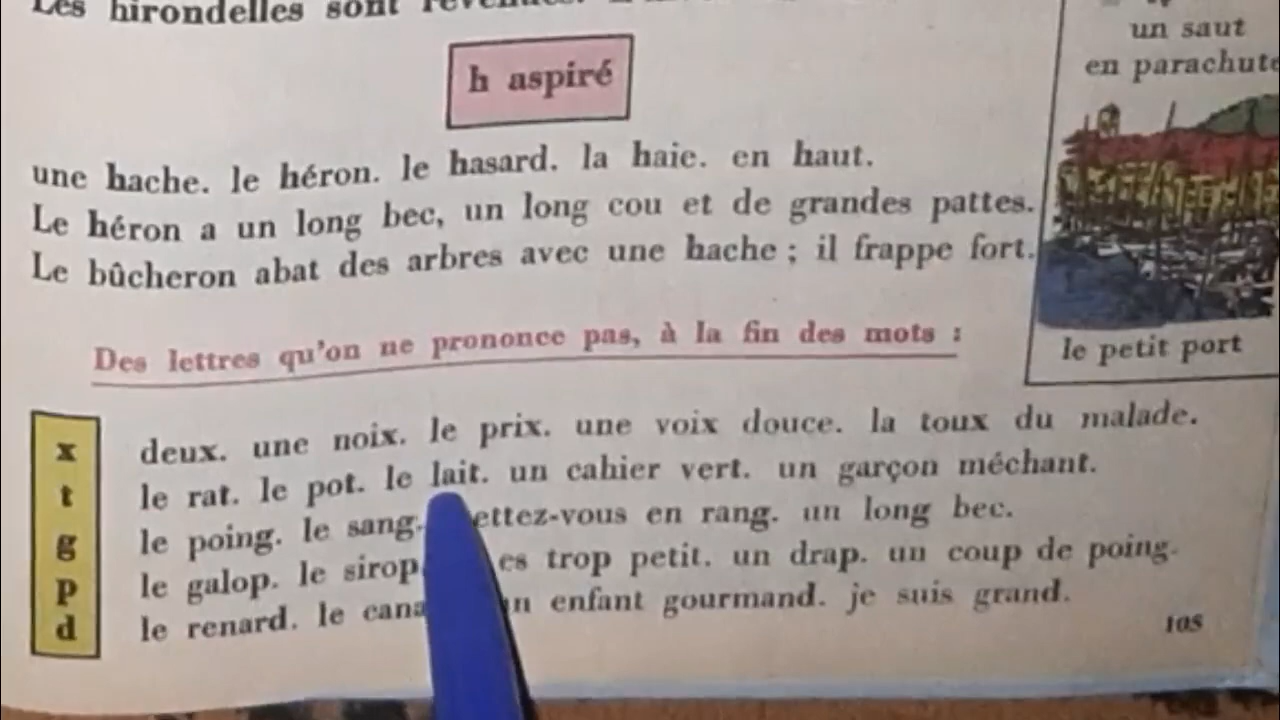 Les hirondelles sont
h aspiré
une hache. le héron. le hasard. la haie. en haut.
Le héron a un long bec, un long cou et de grandes pattes.
Le bûcheron abat des arbres avec une hache ; il frappe fort.
Des lettres qu'on ne prononce pas, à la fin des mots :
x deux. une noix. le prix. une voix douce. la toux du malade.
t le rat. le pot. le lait. un cahier vert. un garçon méchant.
g le poing. le sang. ettez-vous en rang. un long bec.
p le galop. le sirop. es trop petit. un drap. un coup de poing.
d le renard. le cana n enfant gourmand. je suis grand.
un saut
en parachute
le petit port
105